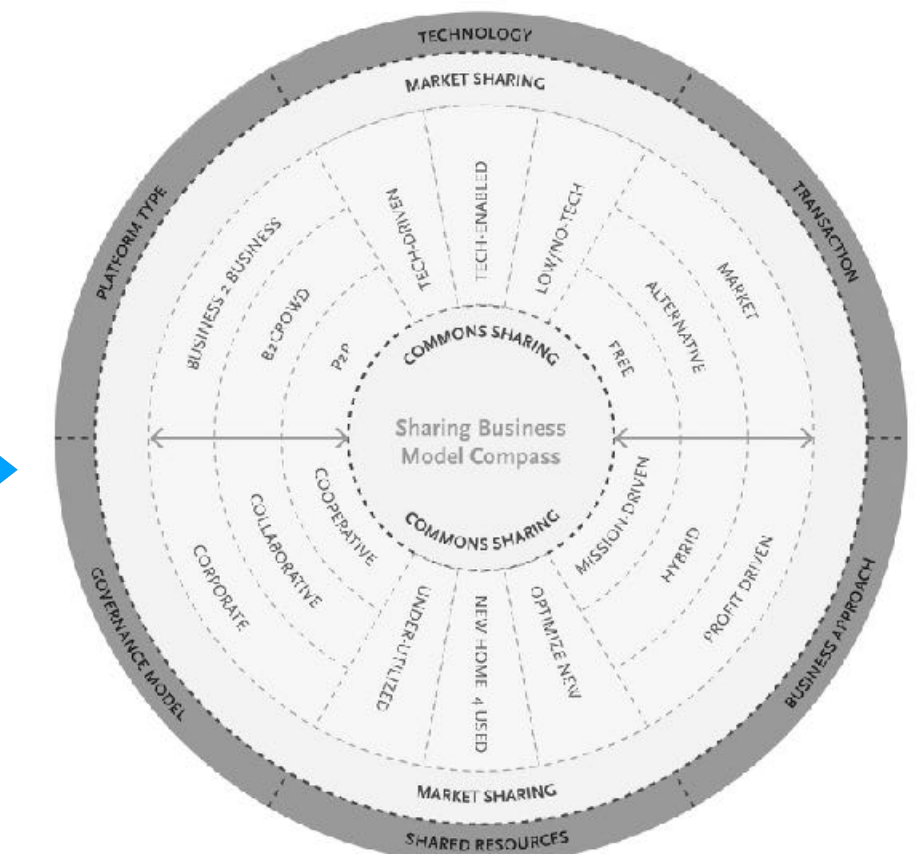 TECHNOLOGY
MARKET SHARING
PLATFORM TYPE
TRANSACTION
BUSINESS 2 BUSINESS
B2CROWD
P2P
TECH-DRIVEN
TECH-ENABLED
LOW/NO-TECH
FREE
ALTERNATIVE
MARKET
COMMONS SHARING
Sharing Business
Model Compass
COMMONS SHARING
CORPORATE
COLLABORATIVE
COOPERATIVE
UNDER-UTILIZED
NEW HOME 4 USED
OPTIMIZE NEW
MISSION-DRIVEN
HYBRID
PROFIT DRIVEN
GOVERNANCE MODEL
BUSINESS APPROACH
MARKET SHARING
SHARED RESOURCES